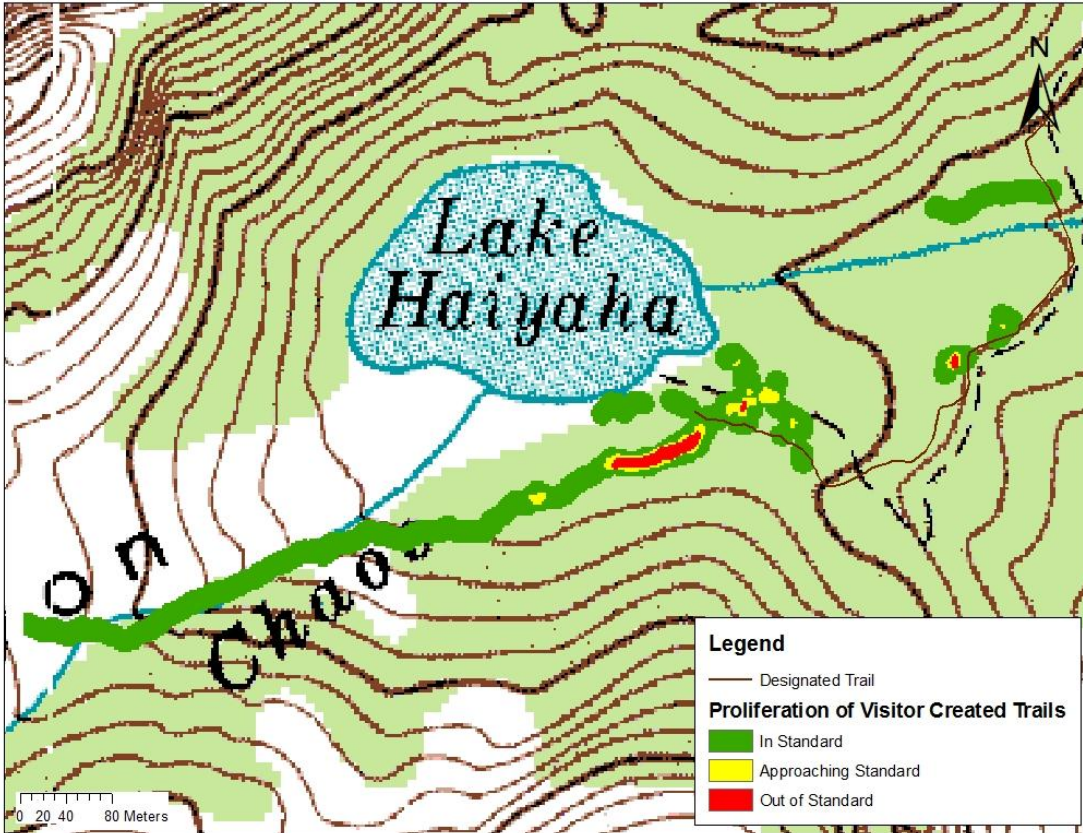 N
Lake
Haiyaha
on
Chaos
Legend
Designated Trail
Proliferation of Visitor Created Trails
In Standard
Approaching Standard
Out of Standard
0 20 40 80 Meters